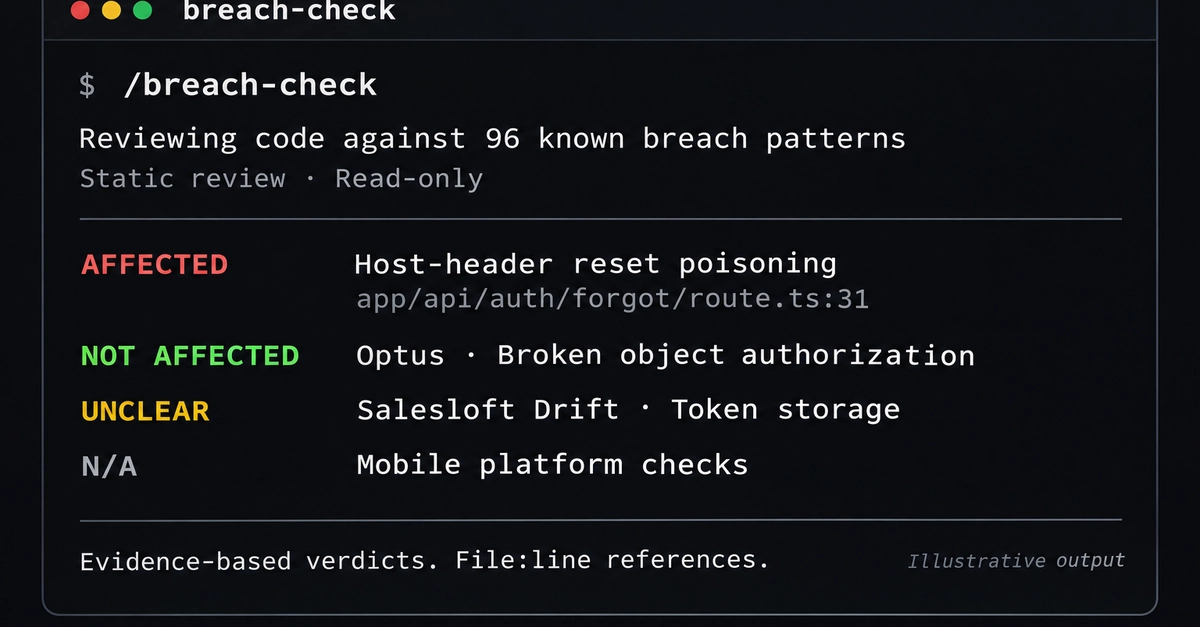 breach-check
$ /breach-check
Reviewing code against 96 known breach patterns
Static review · Read-only
AFFECTED Host-header reset poisoning
app/api/auth/forgot/route.ts:31
NOT AFFECTED Optus · Broken object authorization
UNCLEAR Salesloft Drift · Token storage
N/A Mobile platform checks
Evidence-based verdicts. File:line references. Illustrative output